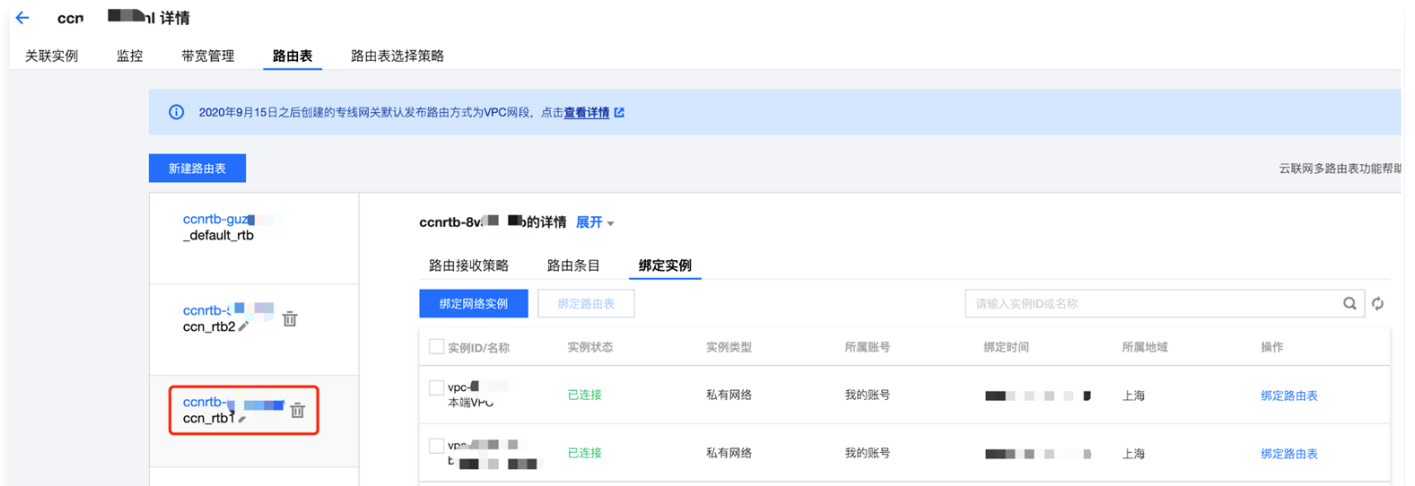 详情
关联实例 监控 带宽管理 路由表 路由表选择策略
2020年9月15日之后创建的专线网关默认发布路由方式为VPC网段，点击查看详情
新建路由表
云联网多路由表功能帮助
ccnrtb-guz
_default_rtb
ccnrtb-
ccn_rtb2
ccnrtb-
ccn_rtb1
ccnrtb-8v 的详情 展开
路由接收策略 路由条目 绑定实例
绑定网络实例 绑定路由表 请输入实例ID或名称
实例ID/名称 实例状态 实例类型 所属账号 绑定时间 所属地域 操作
vpc-
本端VPC
已连接 私有网络 我的账号 上海 绑定路由表
已连接 私有网络 我的账号 上海 绑定路由表